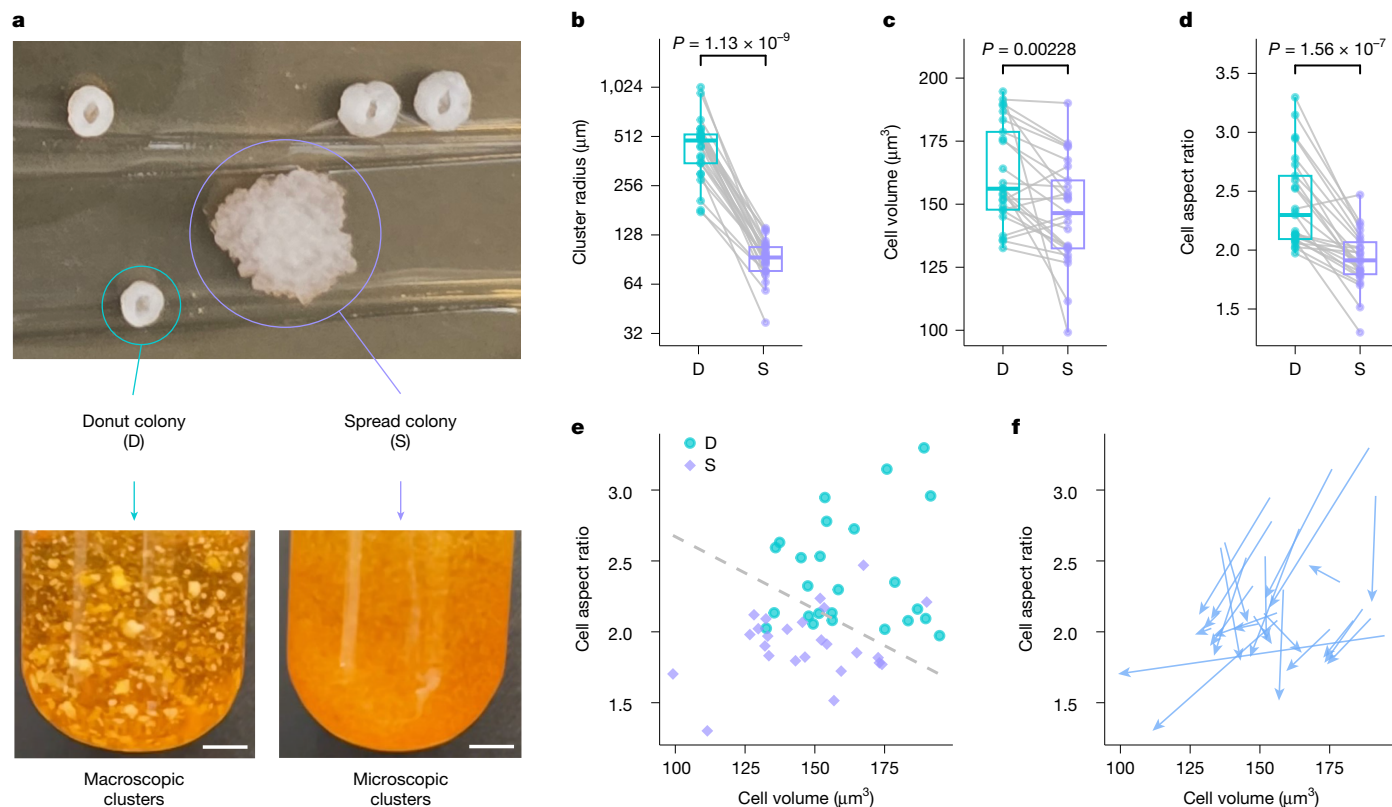 a
Donut colony
(D)
Spread colony
(S)
Macroscopic
clusters
Microscopic
clusters
b
P = 1.13 × 10⁻⁹
Cluster radius (μm)
1,024
512
256
128
64
32
D
S
c
P = 0.00228
Cell volume (μm³)
200
175
150
125
100
D
S
d
P = 1.56 × 10⁻⁷
Cell aspect ratio
3.5
3.0
2.5
2.0
1.5
D
S
e
D
S
Cell aspect ratio
3.0
2.5
2.0
1.5
100
125
150
175
Cell volume (μm³)
f
Cell aspect ratio
3.0
2.5
2.0
1.5
100
125
150
175
Cell volume (μm³)